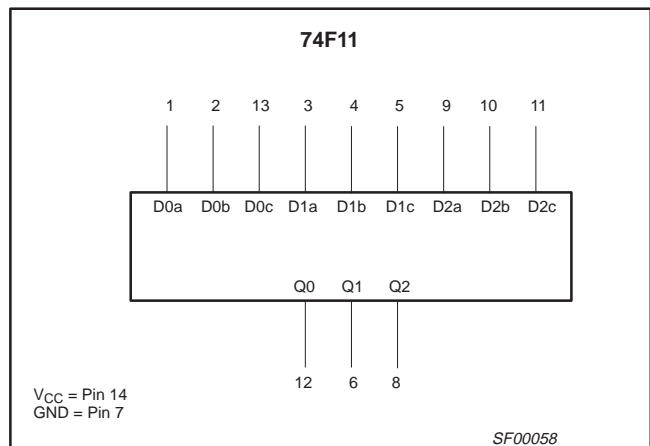 74F11
1 2 13 3 4 5 9 10 11
D0a D0b D0c D1a D1b D1c D2a D2b D2c
Q0 Q1 Q2
12 6 8
VCC = Pin 14
GND = Pin 7
SF00058